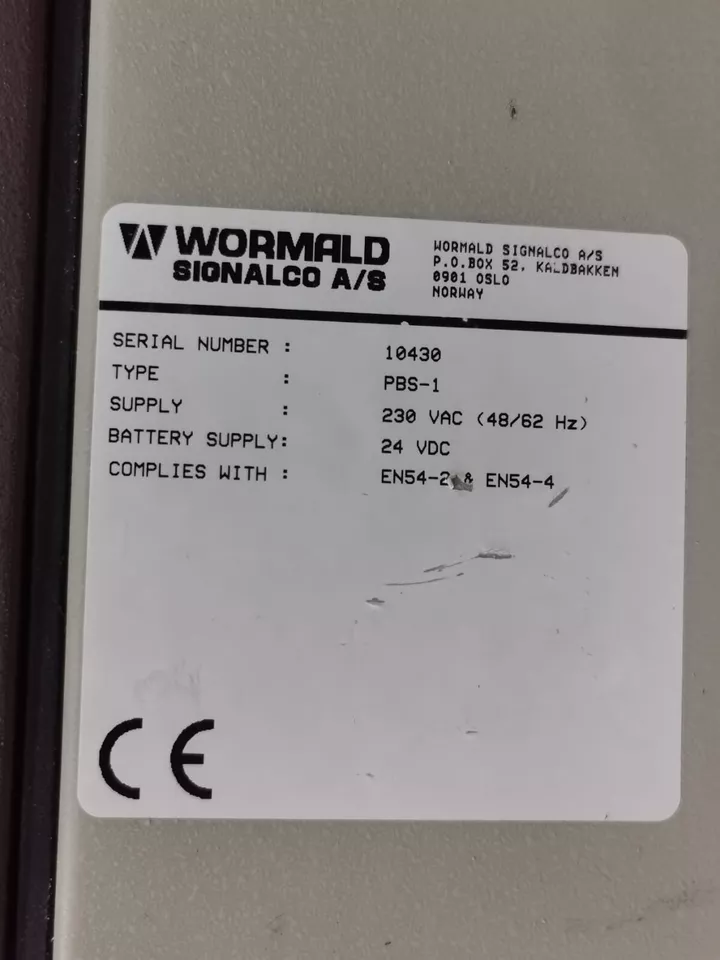 WORMALD
SIGNALCO A/S
WORMALD SIGNALCO A/S
P.O.BOX 52, KALDBAKKEN
0901 OSLO
NORWAY
SERIAL NUMBER : 10430
TYPE : PBS-1
SUPPLY : 230 VAC (48/62 Hz)
BATTERY SUPPLY: 24 VDC
COMPLIES WITH : EN54-2 & EN54-4
CE